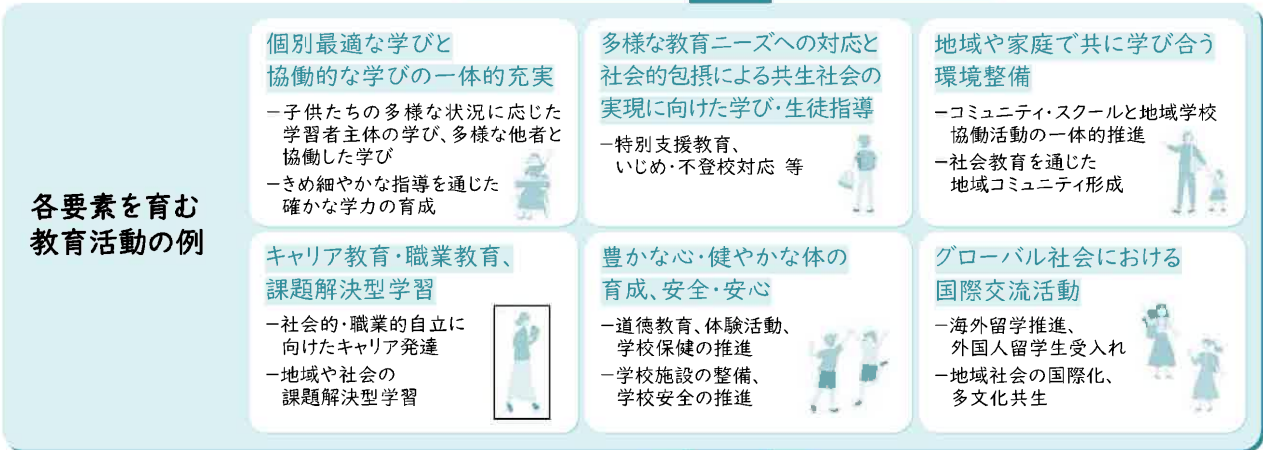 各要素を育む
教育活動の例
個別最適な学びと
協働的な学びの一体的充実
－子供たちの多様な状況に応じた
学習者主体の学び、多様な他者と
協働した学び
－きめ細やかな指導を通じた
確かな学力の育成
多様な教育ニーズへの対応と
社会的包摂による共生社会の
実現に向けた学び・生徒指導
－特別支援教育、
いじめ・不登校対応 等
地域や家庭で共に学び合う
環境整備
－コミュニティ・スクールと地域学校
協働活動の一体的推進
－社会教育を通じた
地域コミュニティ形成
キャリア教育・職業教育、
課題解決型学習
－社会的・職業的自立に
向けたキャリア発達
－地域や社会の
課題解決型学習
豊かな心・健やかな体の
育成、安全・安心
－道徳教育、体験活動、
学校保健の推進
－学校施設の整備、
学校安全の推進
グローバル社会における
国際交流活動
－海外留学推進、
外国人留学生受入れ
－地域社会の国際化、
多文化共生